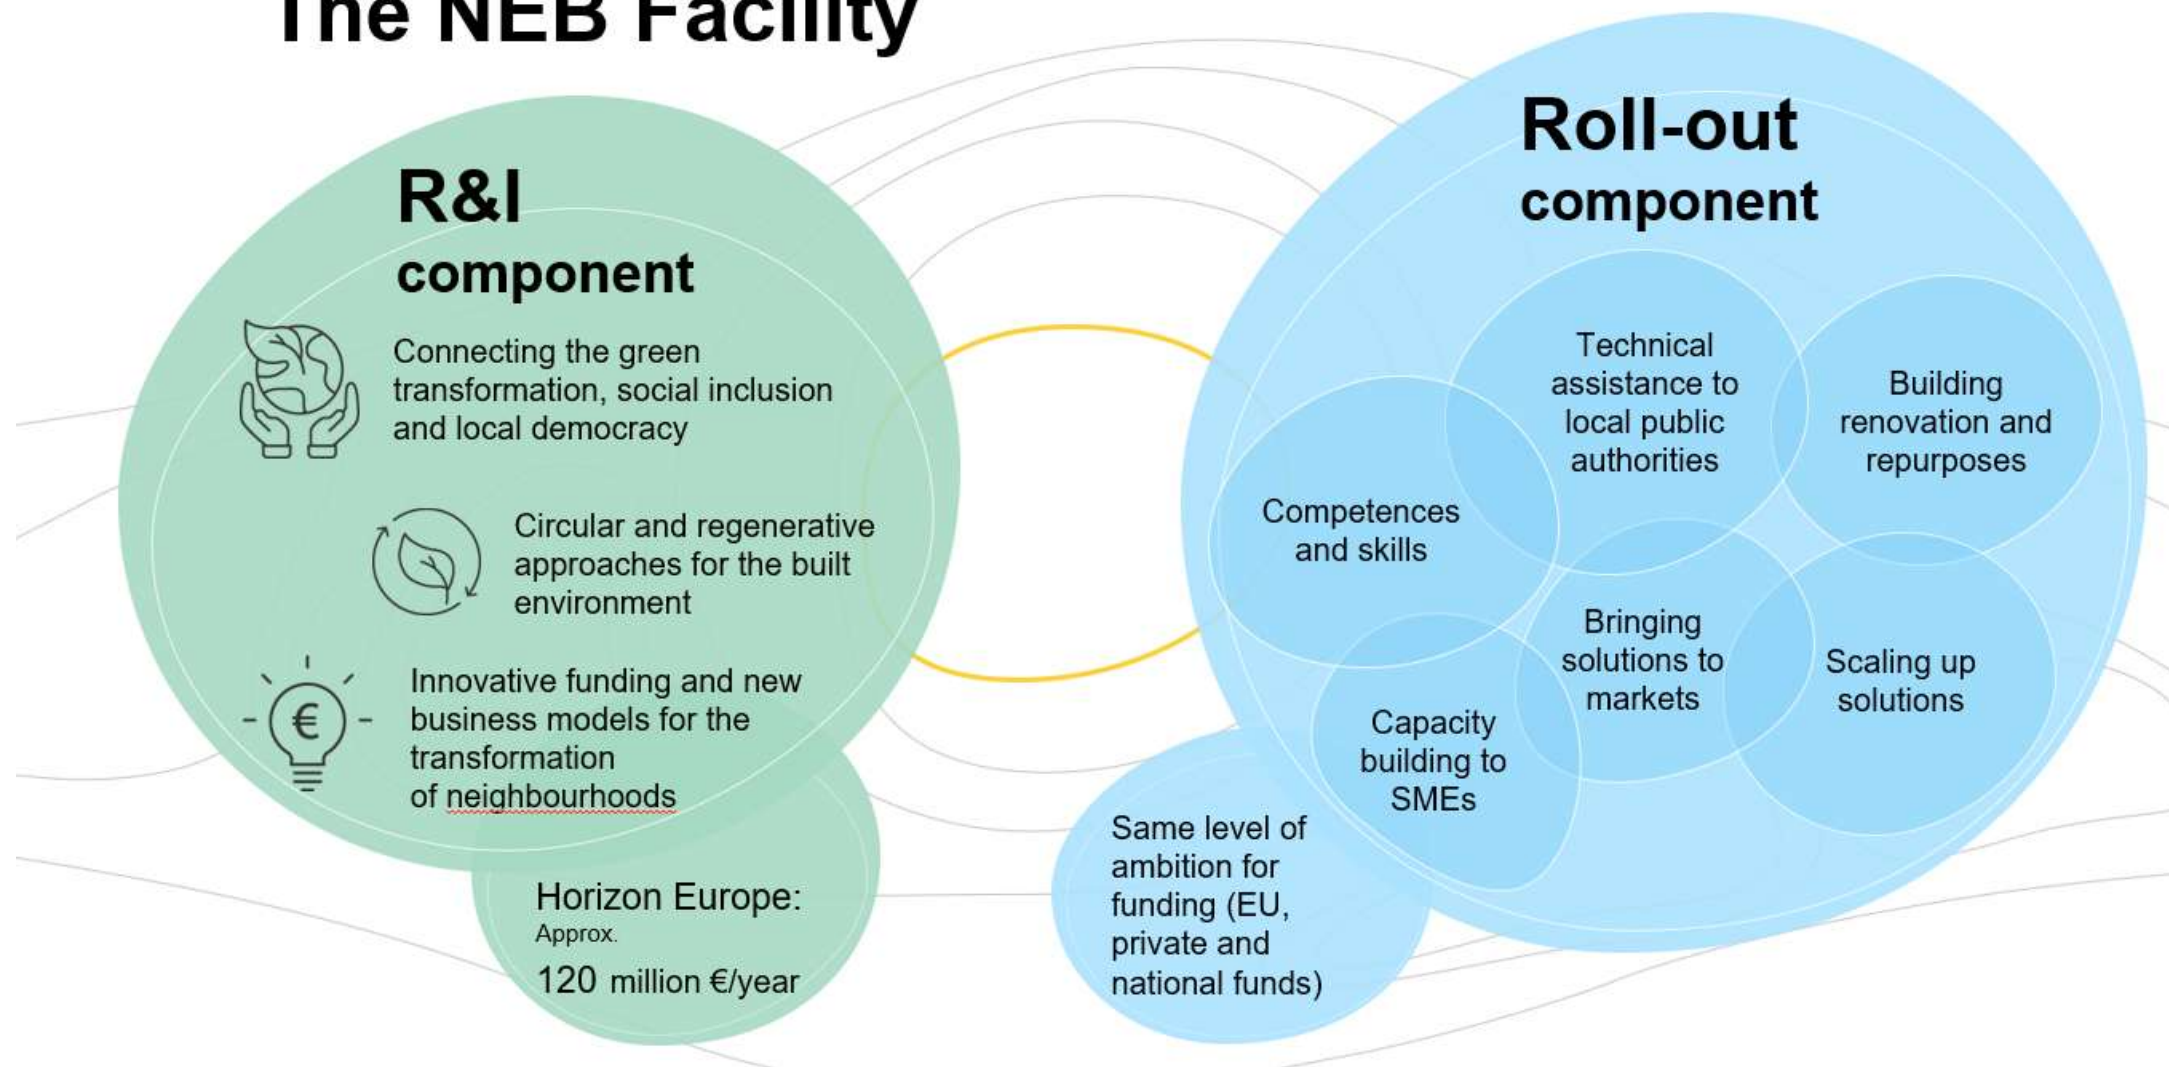 The NEB Facility
R&I
component
Connecting the green
transformation, social inclusion
and local democracy
Circular and regenerative
approaches for the built
environment
€
Innovative funding and new
business models for the
transformation
of neighbourhoods
Horizon Europe:
Approx.
120 million €/year
Roll-out
component
Technical
assistance to
local public
authorities
Building
renovation and
repurposes
Competences
and skills
Bringing
solutions to
markets
Scaling up
solutions
Capacity
building to
SMEs
Same level of
ambition for
funding (EU,
private and
national funds)